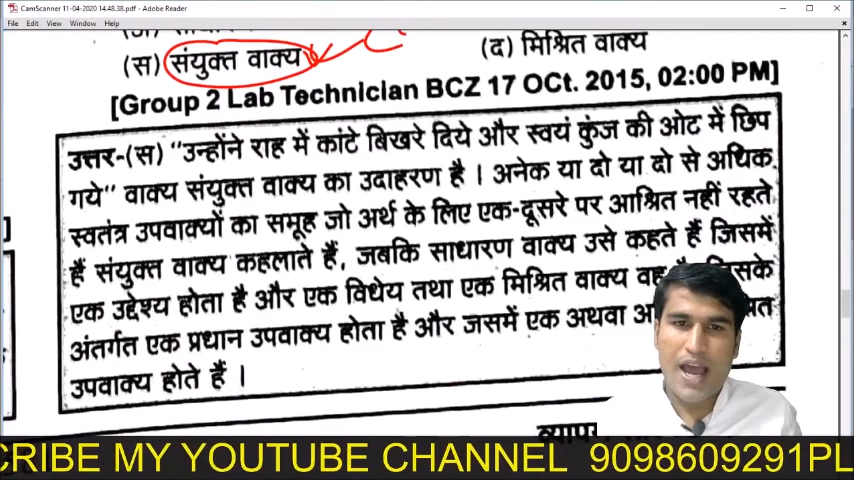 CamScanner 11-04-2020 14.48.38.pdf - Adobe Reader
File Edit View Window Help
(स) संयुक्त वाक्य (द) मिश्रित वाक्य
[Group 2 Lab Technician BCZ 17 OCt. 2015, 02:00 PM]
उत्तर-(स) "उन्होंने राह में कांटे बिखरे दिये और स्वयं कुंज की ओट में छिप
गये" वाक्य संयुक्त वाक्य का उदाहरण है । अनेक या दो या दो से अधिक
स्वतंत्र उपवाक्यों का समूह जो अर्थ के लिए एक-दूसरे पर आश्रित नहीं रहते
हैं संयुक्त वाक्य कहलाते हैं, जबकि साधारण वाक्य उसे कहते हैं जिसमें
एक उद्देश्य होता है और एक विधेय तथा एक मिश्रित वाक्य वह
अंतर्गत एक प्रधान उपवाक्य होता है और जसमें एक अथवा
उपवाक्य होते हैं ।
CRIBE MY YOUTUBE CHANNEL 9098609291PL